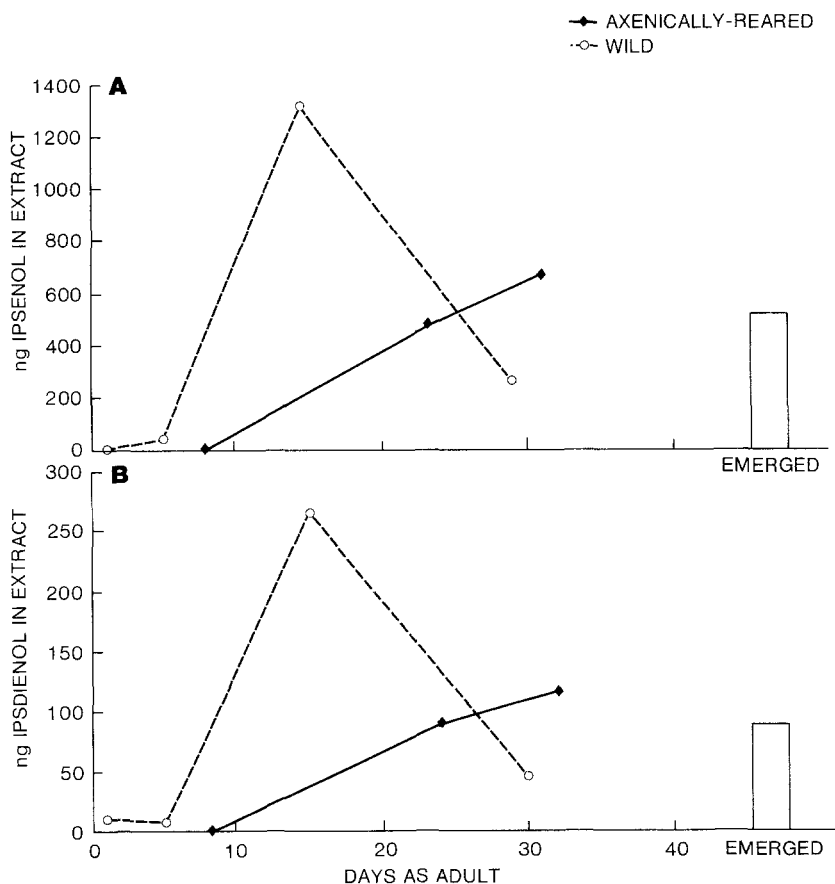 AXENICALLY-REARED
WILD
A
1400
1200
1000
800
600
400
200
0
ng IPSENOL IN EXTRACT
EMERGED
B
300
250
200
150
100
50
0
ng IPSDIENOL IN EXTRACT
0 10 20 30 40 EMERGED
DAYS AS ADULT